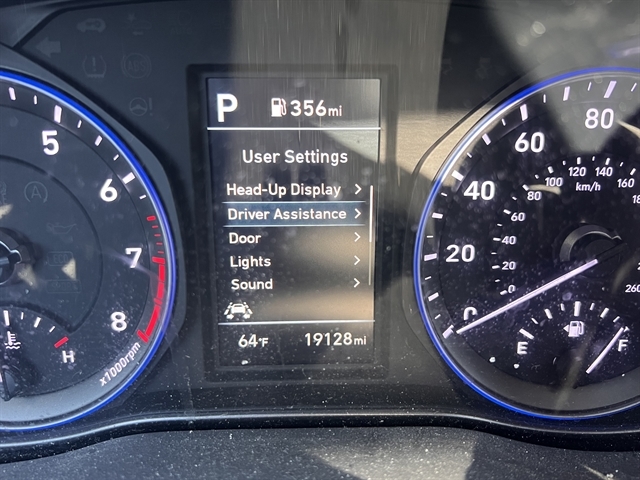 P 356mi
User Settings
Head-Up Display
Driver Assistance
Door
Lights
Sound
64°F 19128mi
5
6
7
8
x1000rpm
H
0
20
40
60
80
0
20
40
60
80
100
120
140
160
km/h
260
E
F